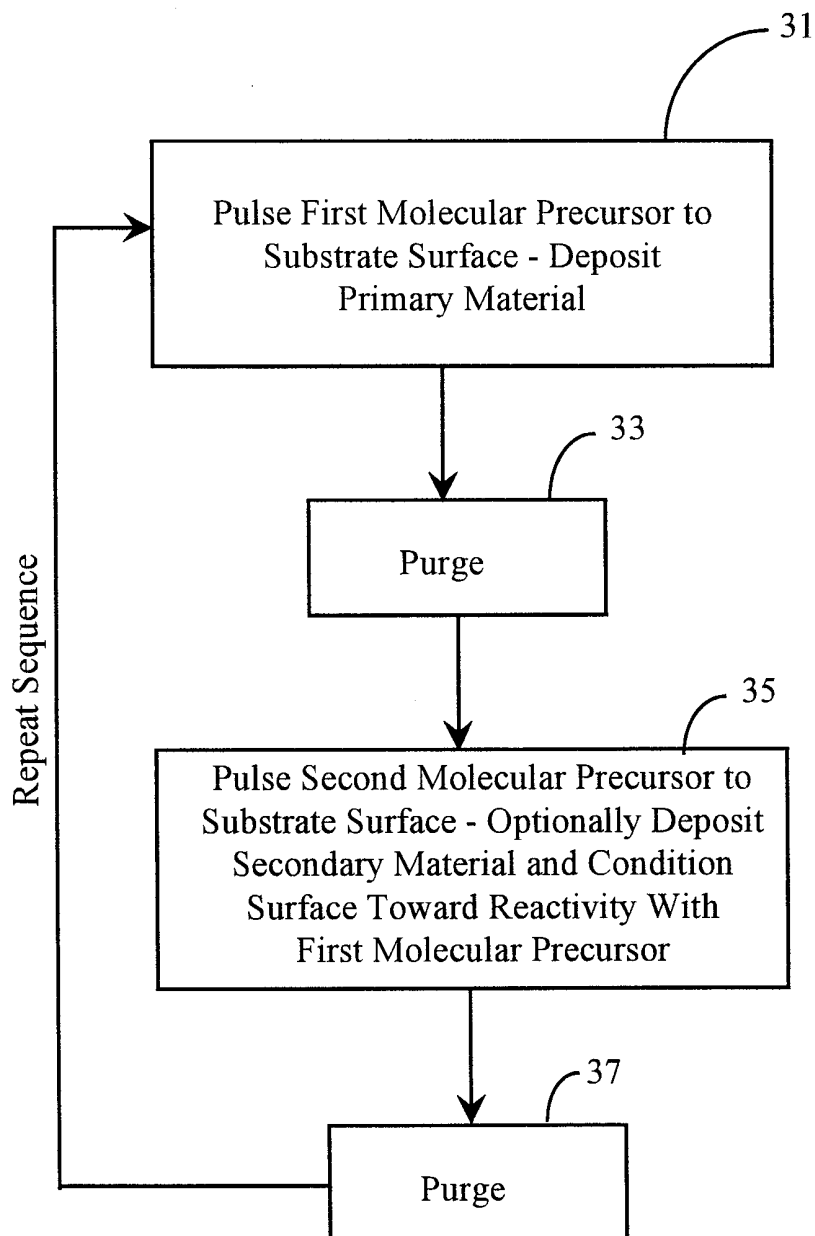 31
Pulse First Molecular Precursor to
Substrate Surface - Deposit
Primary Material
33
Purge
35
Pulse Second Molecular Precursor to
Substrate Surface - Optionally Deposit
Secondary Material and Condition
Surface Toward Reactivity With
First Molecular Precursor
37
Purge
Repeat Sequence